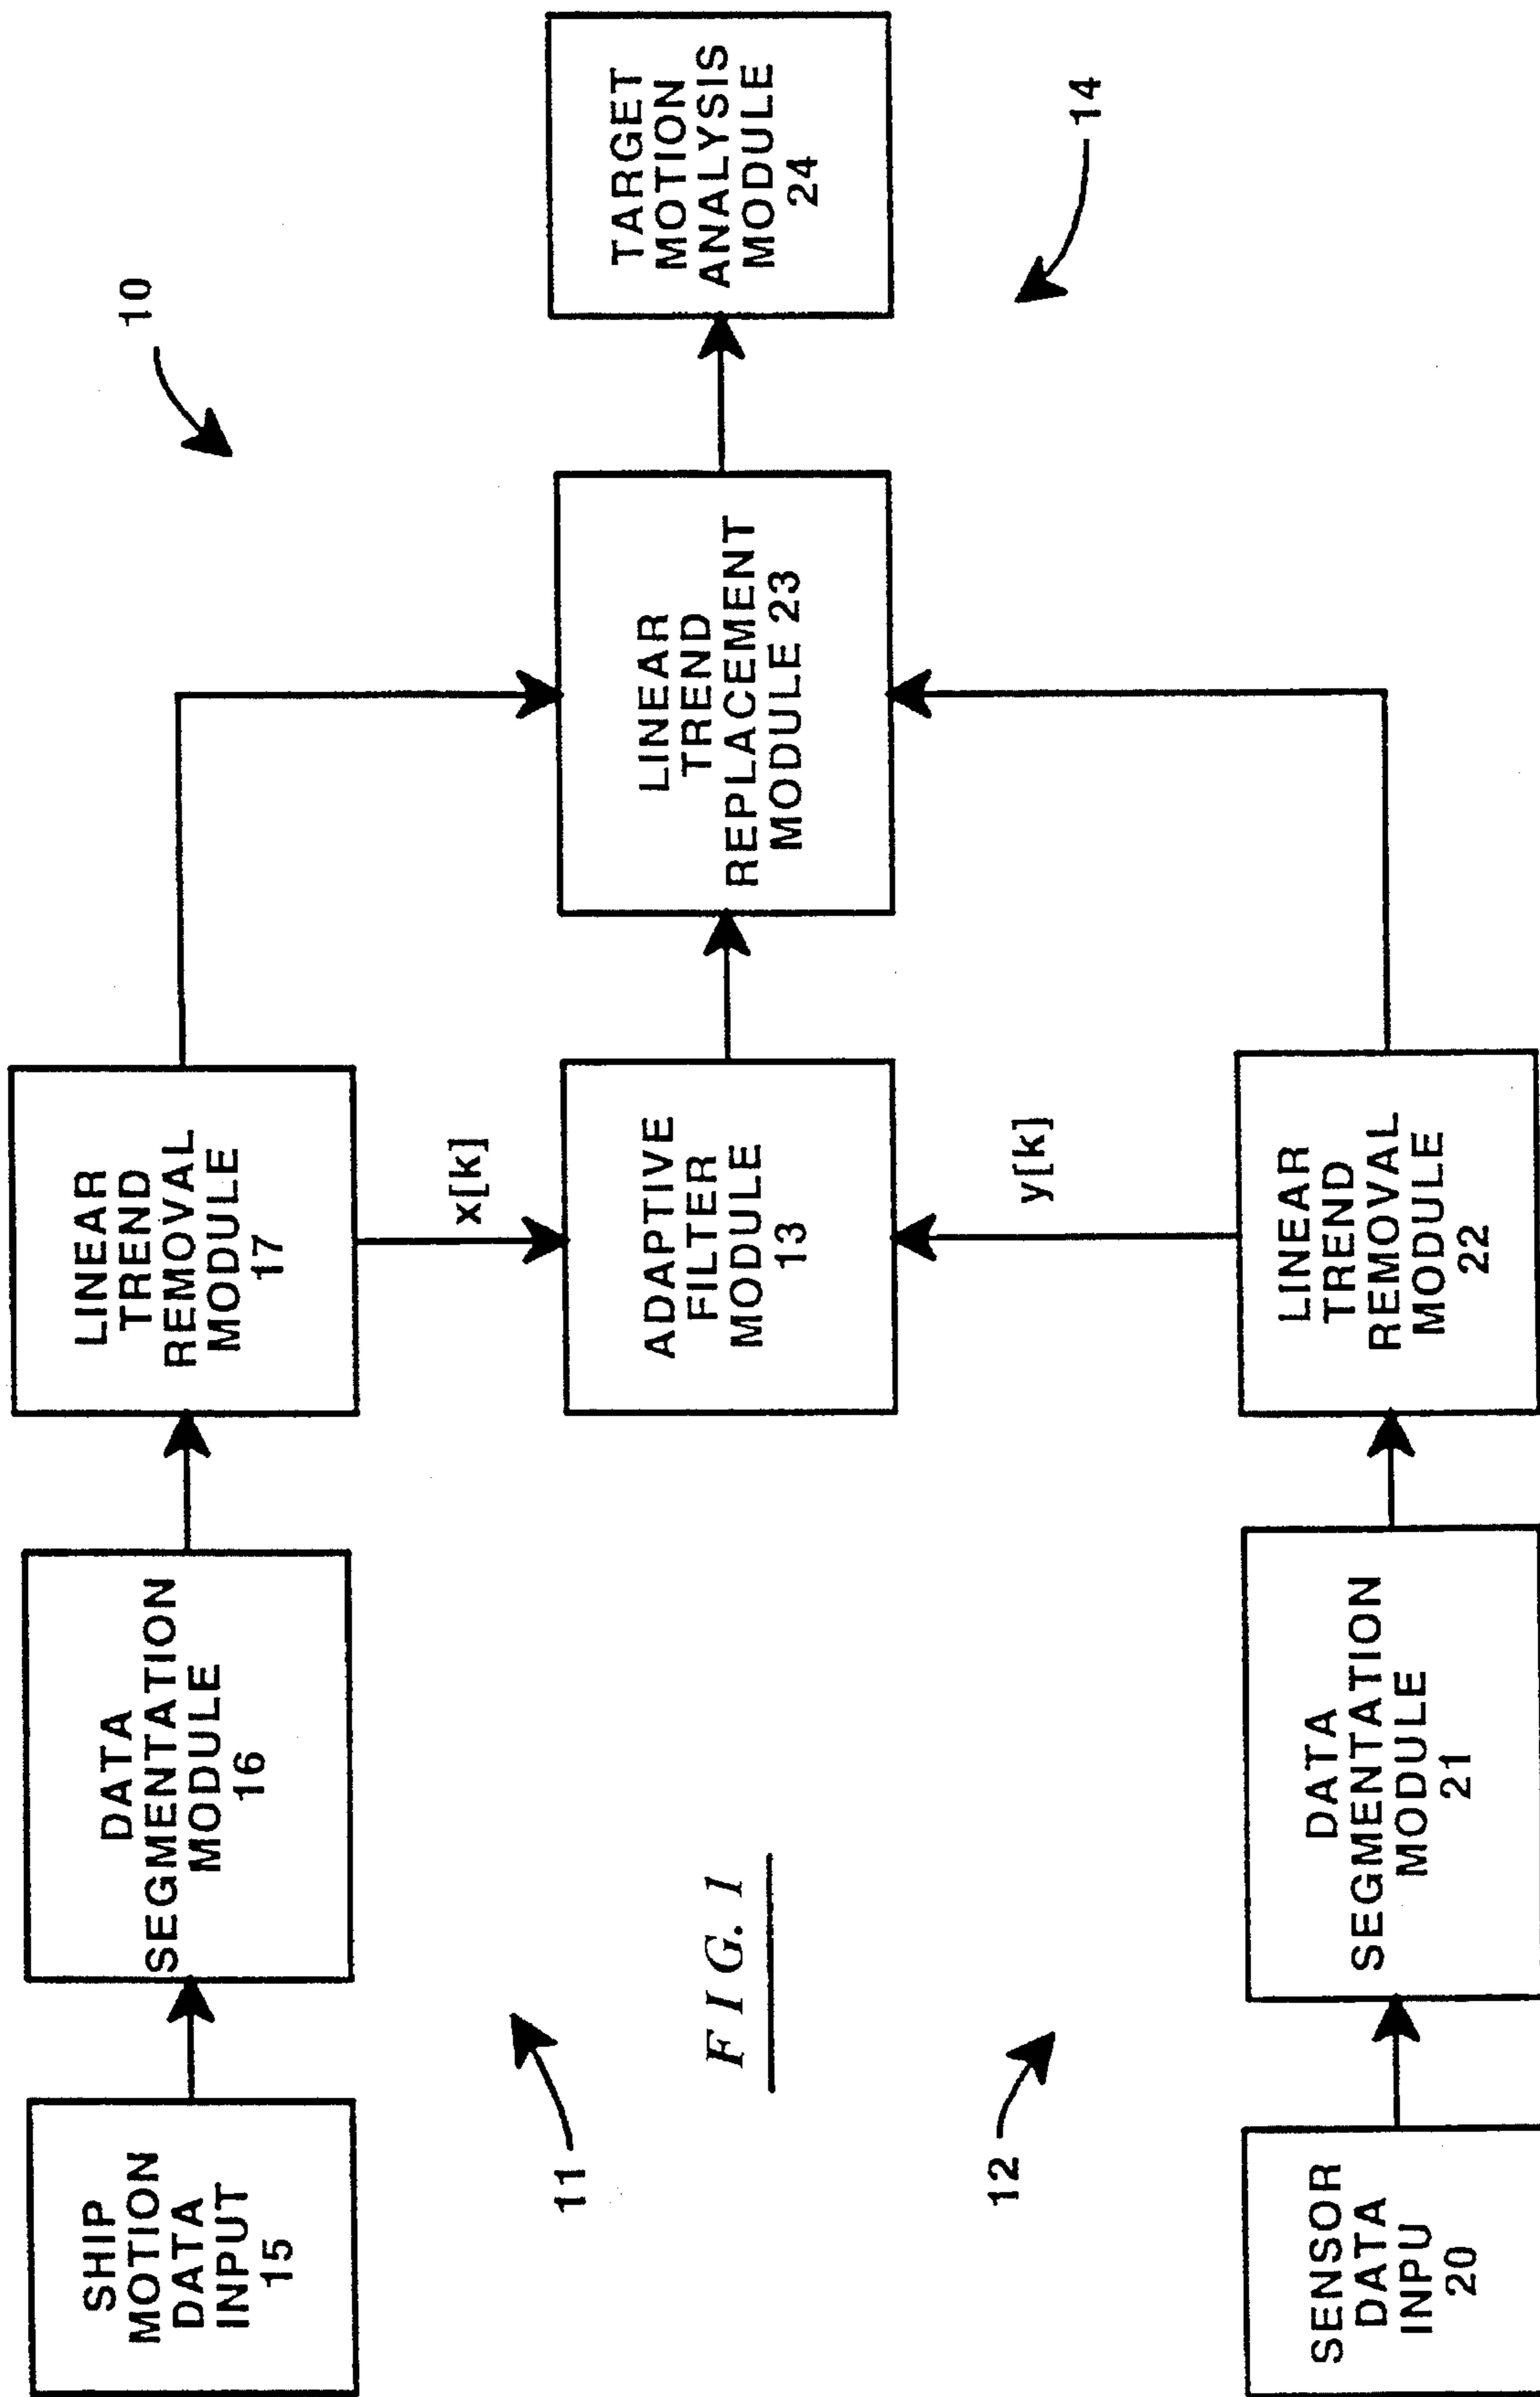 10
SHIP
MOTION
DATA
INPUT
15
DATA
SEGMENTATION
MODULE
16
LINEAR
TREND
REMOVAL
MODULE
17
11
x[k]
ADAPTIVE
FILTER
MODULE
13
LINEAR
TREND
REPLACEMENT
MODULE 23
TARGET
MOTION
ANALYSIS
MODULE
24
FIG. 1
y[k]
14
12
SENSOR
DATA
INPU
20
DATA
SEGMENTATION
MODULE
21
LINEAR
TREND
REMOVAL
MODULE
22